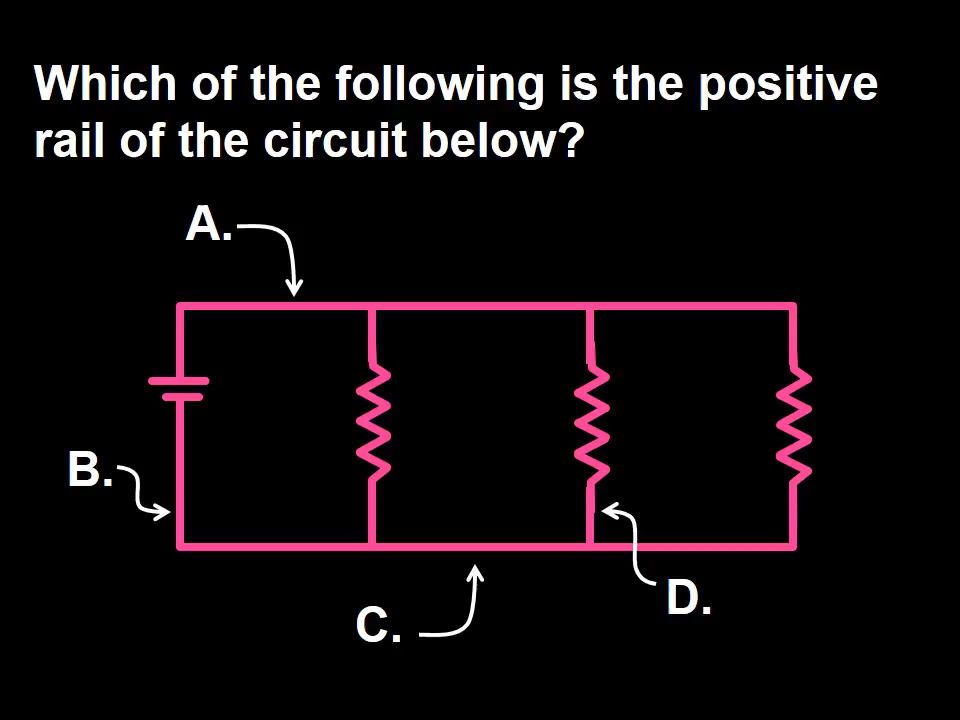 Which of the following is the positive
rail of the circuit below?
A.
B.
C.
D.